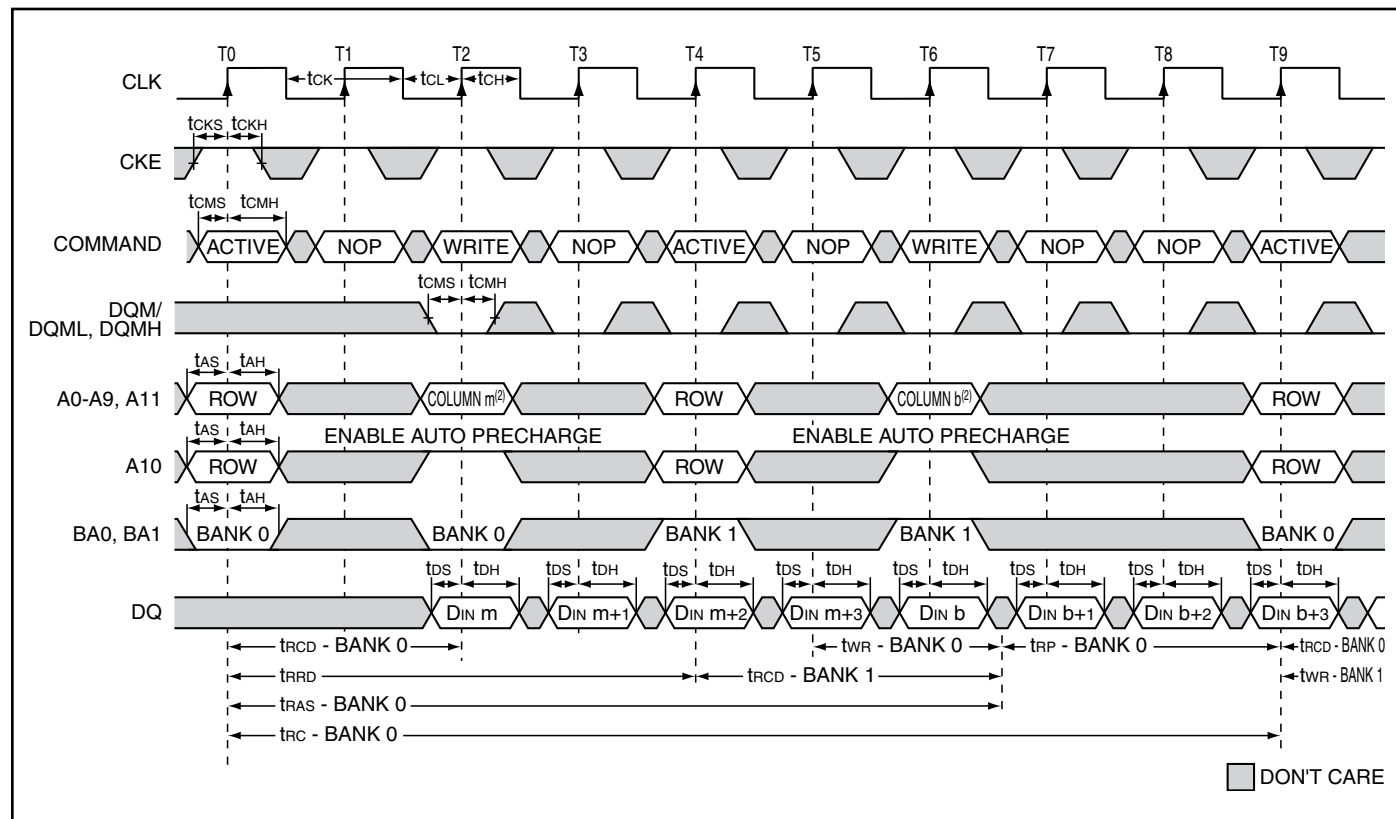 T0 T1 T2 T3 T4 T5 T6 T7 T8 T9
CLK
tCK tCL tCH
tCKS tCKH
CKE
tCMS tCMH
COMMAND ACTIVE NOP WRITE NOP ACTIVE NOP WRITE NOP NOP ACTIVE
tCMS tCMH
DQM/
DQML, DQMH
tAS tAH
A0-A9, A11 ROW COLUMN m(2) ROW COLUMN b(2) ROW
tAS tAH ENABLE AUTO PRECHARGE ENABLE AUTO PRECHARGE
A10 ROW ROW ROW
tAS tAH
BA0, BA1 BANK 0 BANK 0 BANK 1 BANK 1 BANK 0
tDS tDH tDS tDH tDS tDH tDS tDH tDS tDH tDS tDH tDS tDH tDS tDH
DQ DIN m DIN m+1 DIN m+2 DIN m+3 DIN b DIN b+1 DIN b+2 DIN b+3
tRCD - BANK 0 tWR - BANK 0 tRP - BANK 0 tRCD - BANK 0
tRRD tRCD - BANK 1 tWR - BANK 1
tRAS - BANK 0
tRC - BANK 0
DON'T CARE